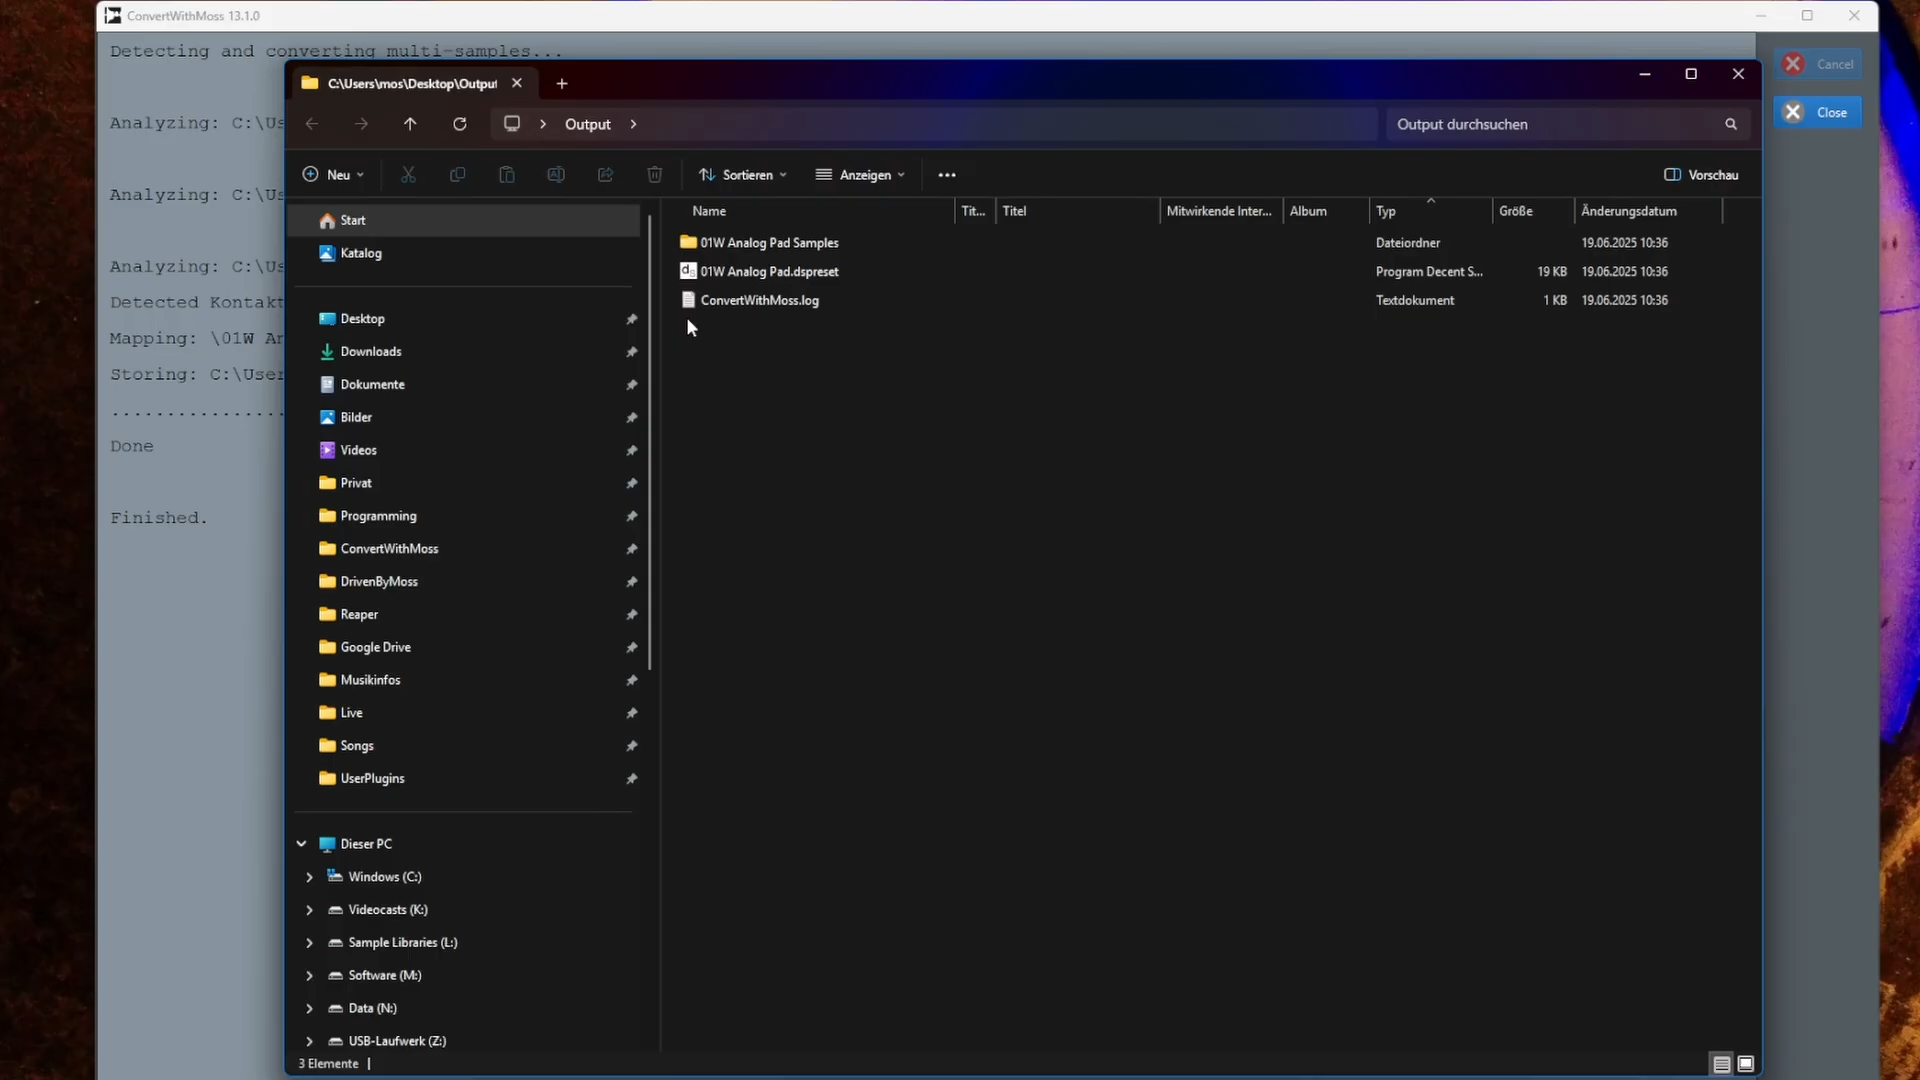 ConvertWithMoss 13.1.0
Detecting and converting multi-samples...
Cancel
Close
Analyzing: C:\Us
Analyzing: C:\Us
Analyzing: C:\Us
Detected Kontakt
Mapping: \01W An
Storing: C:\User
................
Done
Finished.
C:\Users\mos\Desktop\Output
Output
Output durchsuchen
Neu
Sortieren
Anzeigen
Vorschau
Name Tit... Titel Mitwirkende Inter... Album Typ Größe Änderungsdatum
01W Analog Pad Samples Dateiordner 19.06.2025 10:36
01W Analog Pad.dspreset Program Decent S... 19 KB 19.06.2025 10:36
ConvertWithMoss.log Textdokument 1 KB 19.06.2025 10:36
Start
Katalog
Desktop
Downloads
Dokumente
Bilder
Videos
Privat
Programming
ConvertWithMoss
DrivenByMoss
Reaper
Google Drive
Musikinfos
Live
Songs
UserPlugins
Dieser PC
Windows (C:)
Videocasts (K:)
Sample Libraries (L:)
Software (M:)
Data (N:)
USB-Laufwerk (Z:)
3 Elemente